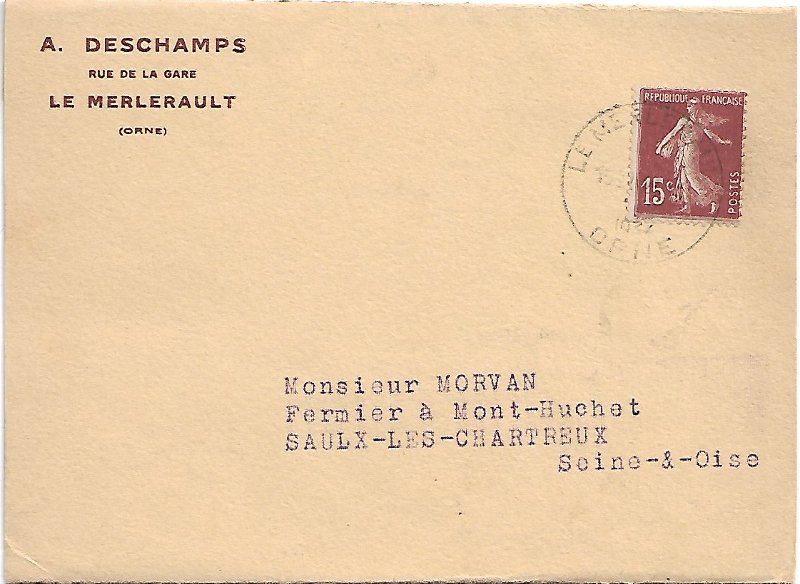 A. DESCHAMPS
RUE DE LA GARE
LE MERLERAULT
(ORNE)
REPUBLIQUE FRANÇAISE
15c
POSTES
ORNE
Monsieur MORVAN
Fermier à Mont-Huchet
SAULX-LES-CHARTREUX
Seine-&-Oise